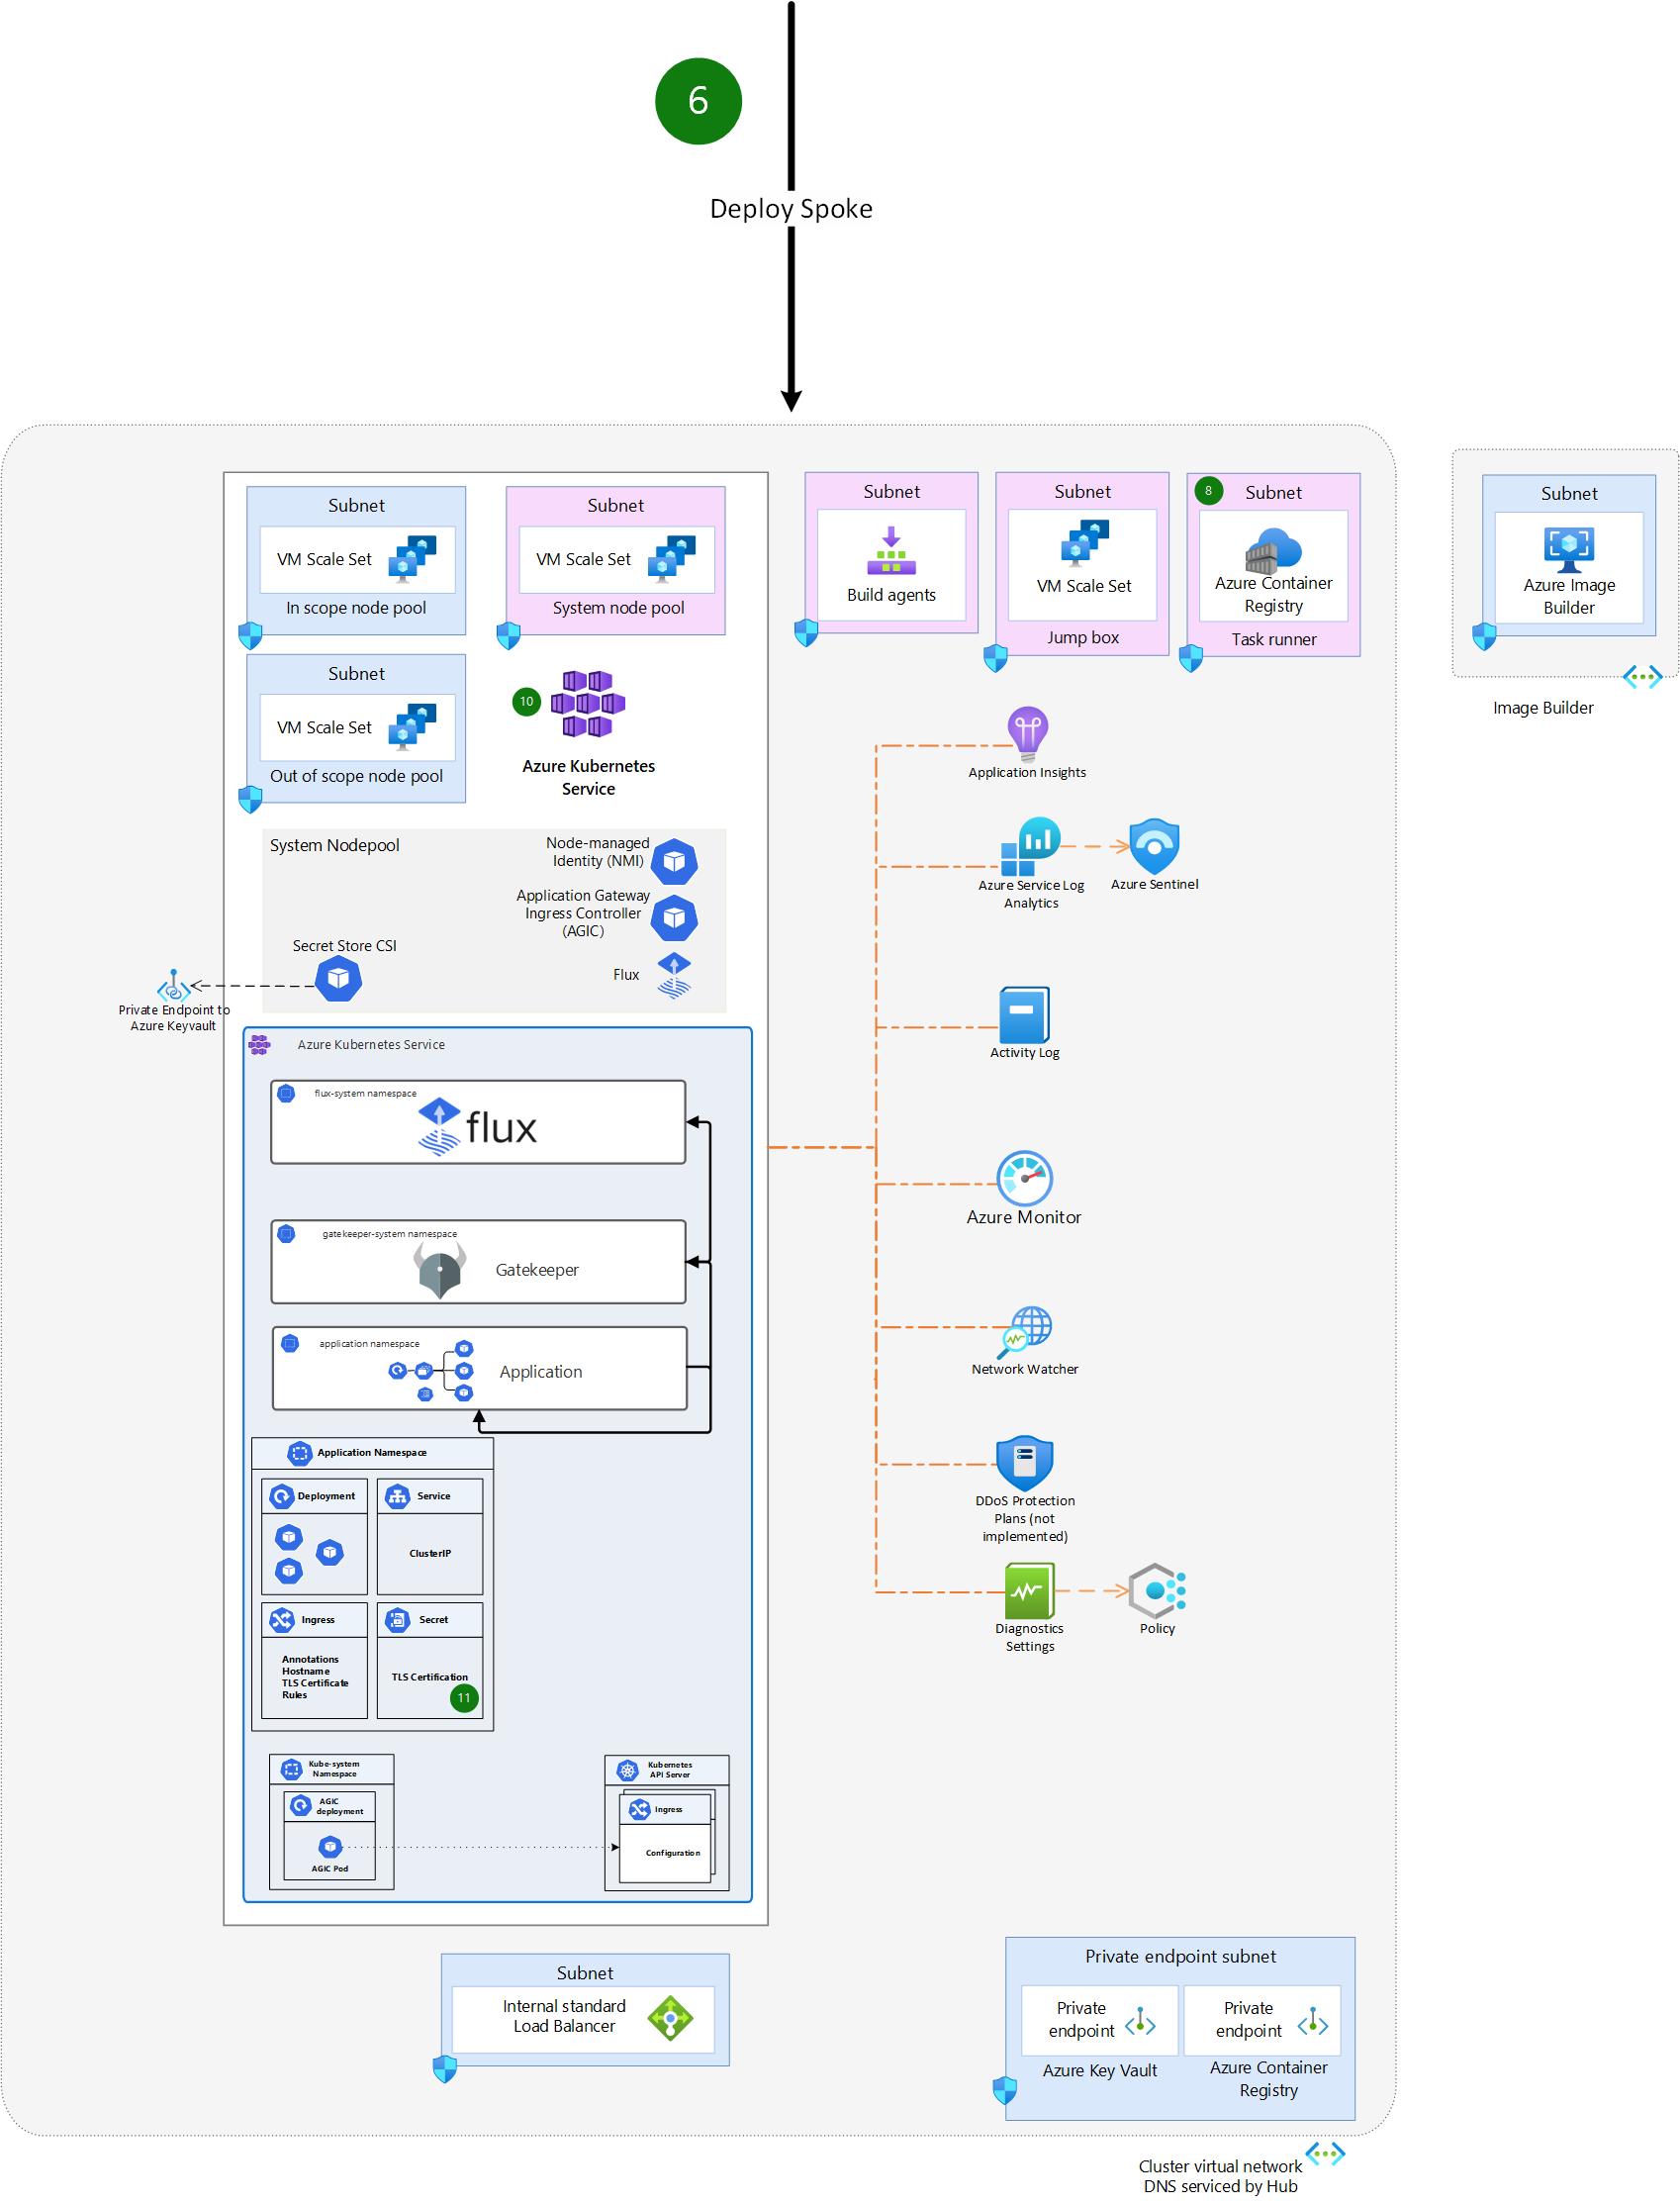 6
Deploy Spoke
Subnet
VM Scale Set
In scope node pool
Subnet
VM Scale Set
System node pool
Subnet
Build agents
Subnet
VM Scale Set
Jump box
8
Subnet
Azure Container
Registry
Task runner
Subnet
Azure Image
Builder
Image Builder
Subnet
VM Scale Set
Out of scope node pool
10
Azure Kubernetes
Service
System Nodepool
Node-managed
Identity (NMI)
Application Gateway
Ingress Controller
(AGIC)
Secret Store CSI
Flux
Private Endpoint to
Azure Keyvault
Application Insights
Azure Service Log
Analytics
Azure Sentinel
Activity Log
Azure Monitor
Network Watcher
DDoS Protection
Plans (not
implemented)
Diagnostics
Settings
Policy
Azure Kubernetes Service
flux-system namespace
flux
gatekeeper-system namespace
Gatekeeper
application namespace
Application
Application Namespace
Deployment
Service
ClusterIP
Ingress
Annotations
Hostname
TLS Certificate
Rules
Secret
TLS Certification
11
Kube-system
Namespace
AGIC
deployment
AGIC Pod
Kubernetes
API Server
Ingress
Configuration
Subnet
Internal standard
Load Balancer
Private endpoint subnet
Private
endpoint
Azure Key Vault
Private
endpoint
Azure Container
Registry
Cluster virtual network
DNS serviced by Hub